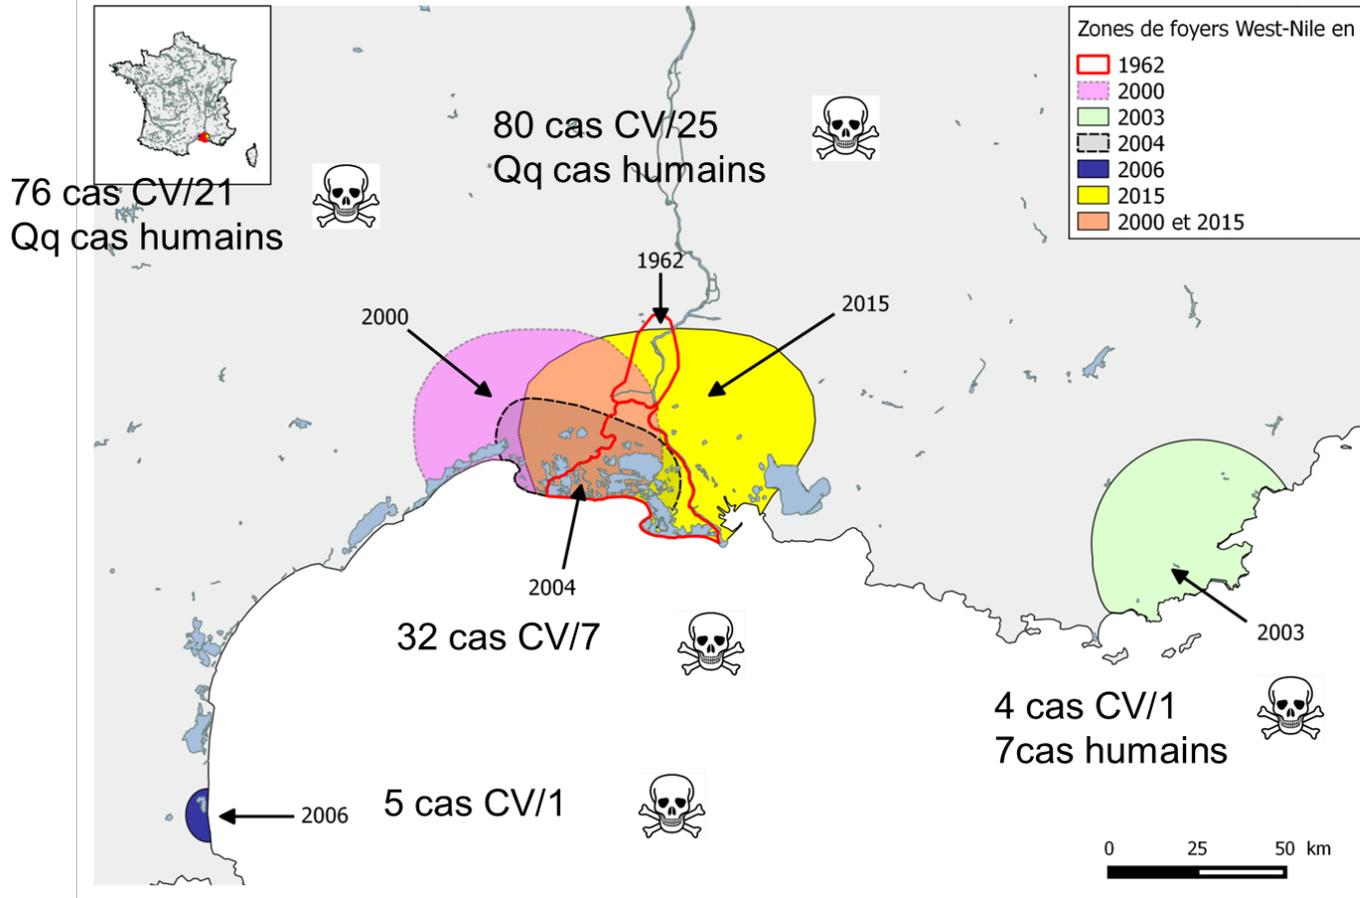 Zones de foyers West-Nile en
1962
2000
2003
2004
2006
2015
2000 et 2015
80 cas CV/25
Qq cas humains
76 cas CV/21
Qq cas humains
1962
2000
2015
2004
32 cas CV/7
2003
4 cas CV/1
7cas humains
5 cas CV/1
2006
0 25 50 km